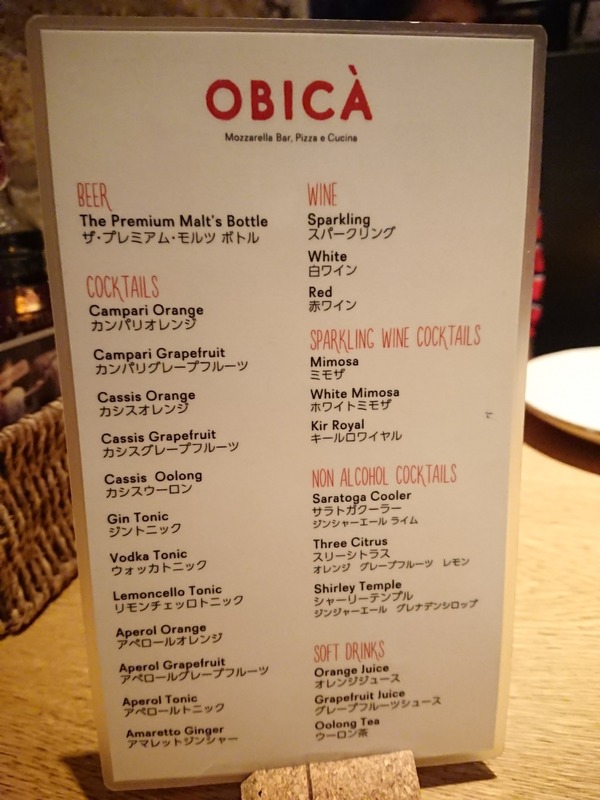 OBICÀ
Mozzarella Bar, Pizza e Cucina
BEER
The Premium Malt's Bottle
ザ・プレミアム・モルツ ボトル
COCKTAILS
Campari Orange
カンパリオレンジ
Campari Grapefruit
カンパリグレープフルーツ
Cassis Orange
カシスオレンジ
Cassis Grapefruit
カシスグレープフルーツ
Cassis Oolong
カシスウーロン
Gin Tonic
ジントニック
Vodka Tonic
ウォッカトニック
Lemoncello Tonic
リモンチェッロトニック
Aperol Orange
アペロールオレンジ
Aperol Grapefruit
アペロールグレープフルーツ
Aperol Tonic
アペロールトニック
Amaretto Ginger
アマレットジンジャー
WINE
Sparkling
スパークリング
White
白ワイン
Red
赤ワイン
SPARKLING WINE COCKTAILS
Mimosa
ミモザ
White Mimosa
ホワイトミモザ
Kir Royal
キールロワイヤル
NON ALCOHOL COCKTAILS
Saratoga Cooler
サラトガクーラー
ジンジャーエール ライム
Three Citrus
スリーシトラス
オレンジ グレープフルーツ レモン
Shirley Temple
シャーリーテンプル
ジンジャーエール グレナデンシロップ
SOFT DRINKS
Orange Juice
オレンジジュース
Grapefruit Juice
グレープフルーツジュース
Oolong Tea
ウーロン茶